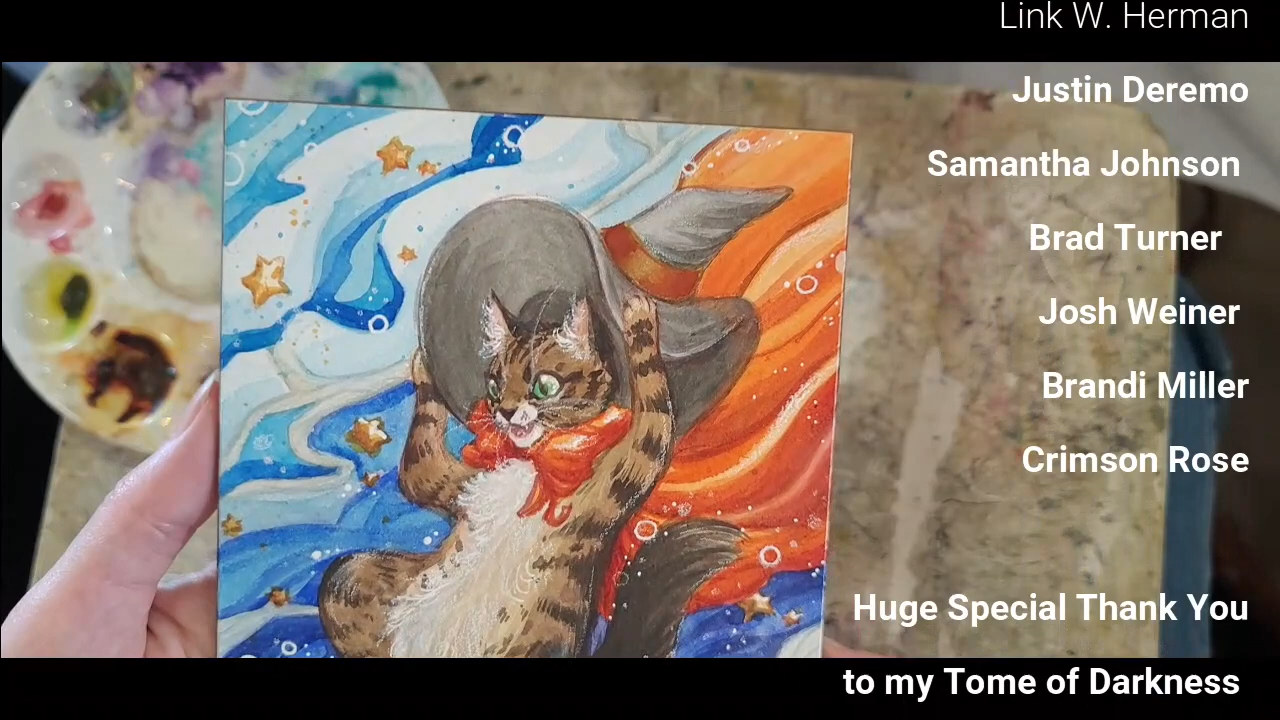 Link W. Herman
Justin Deremo
Samantha Johnson
Brad Turner
Josh Weiner
Brandi Miller
Crimson Rose
Huge Special Thank You
to my Tome of Darkness